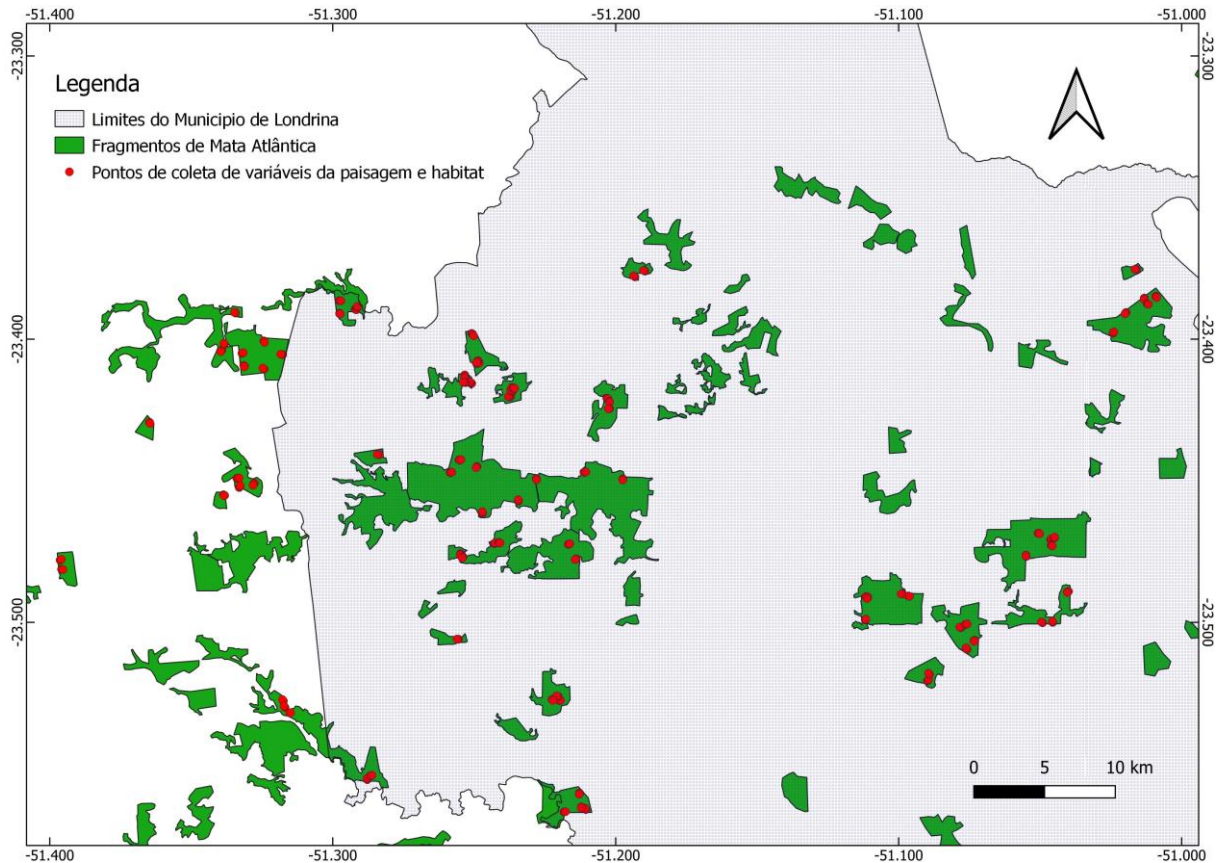 -51.400 -51.300 -51.200 -51.100 -51.000
-23.300 -23.300
Legenda
Limites do Municipio de Londrina
Fragmentos de Mata Atlântica
Pontos de coleta de variáveis da paisagem e habitat
-23.400 -23.400
-23.500 -23.500
0 5 10 km
-51.400 -51.300 -51.200 -51.100 -51.000